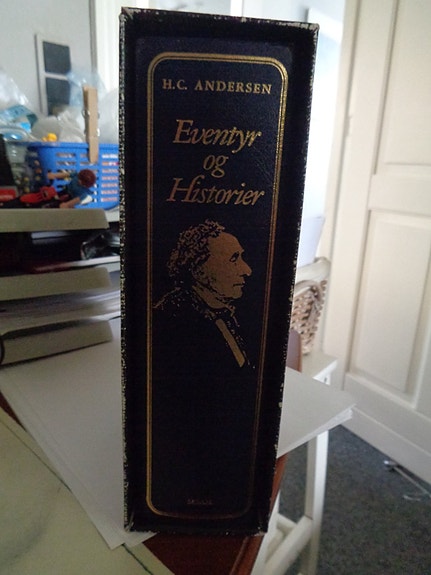 H.C. ANDERSEN
Eventyr
og
Historier